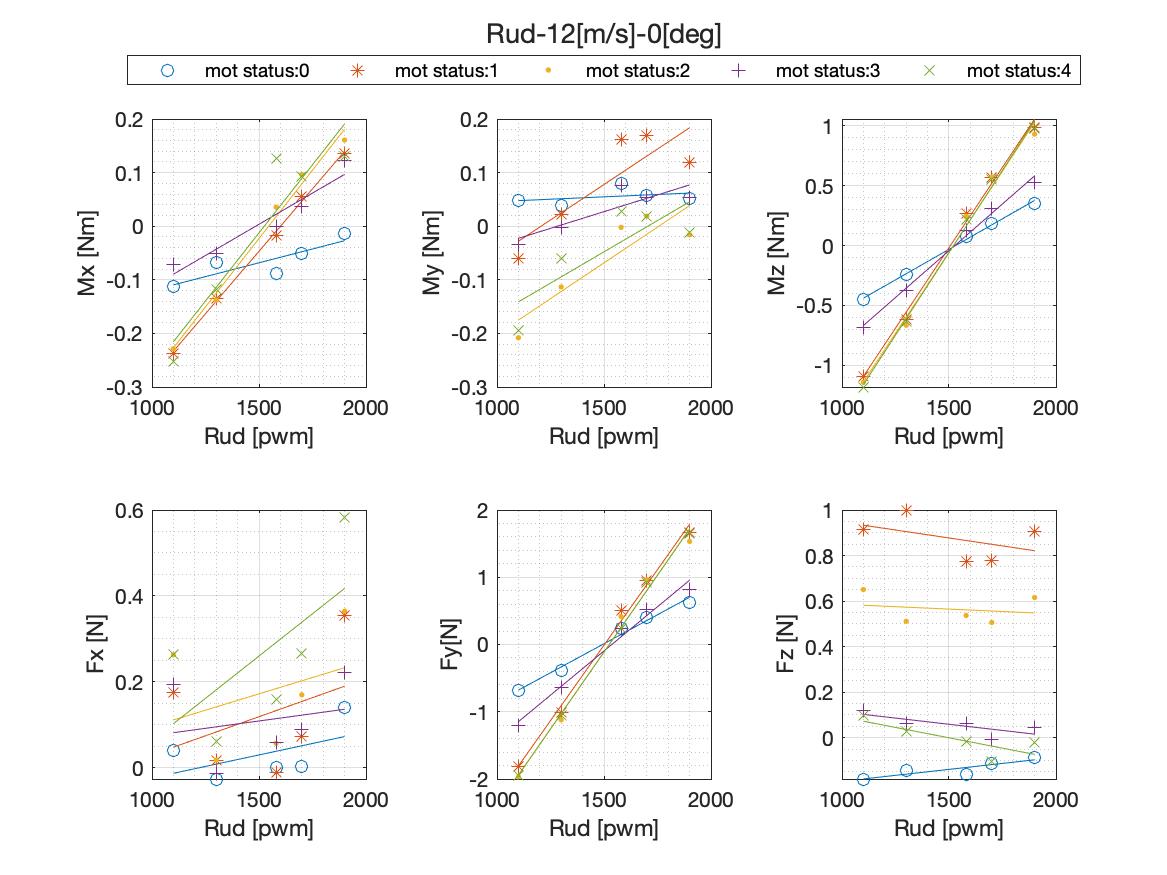 Rud-12[m/s]-0[deg]
mot status:0 mot status:1 mot status:2 mot status:3 mot status:4
0.2
0.1
0
-0.1
-0.2
-0.3
Mx [Nm]
1000 1500 2000
Rud [pwm]
0.2
0.1
0
-0.1
-0.2
-0.3
My [Nm]
1000 1500 2000
Rud [pwm]
1
0.5
0
-0.5
-1
Mz [Nm]
1000 1500 2000
Rud [pwm]
0.6
0.4
0.2
0
Fx [N]
1000 1500 2000
Rud [pwm]
2
1
0
-1
-2
Fy[N]
1000 1500 2000
Rud [pwm]
1
0.8
0.6
0.4
0.2
0
Fz [N]
1000 1500 2000
Rud [pwm]